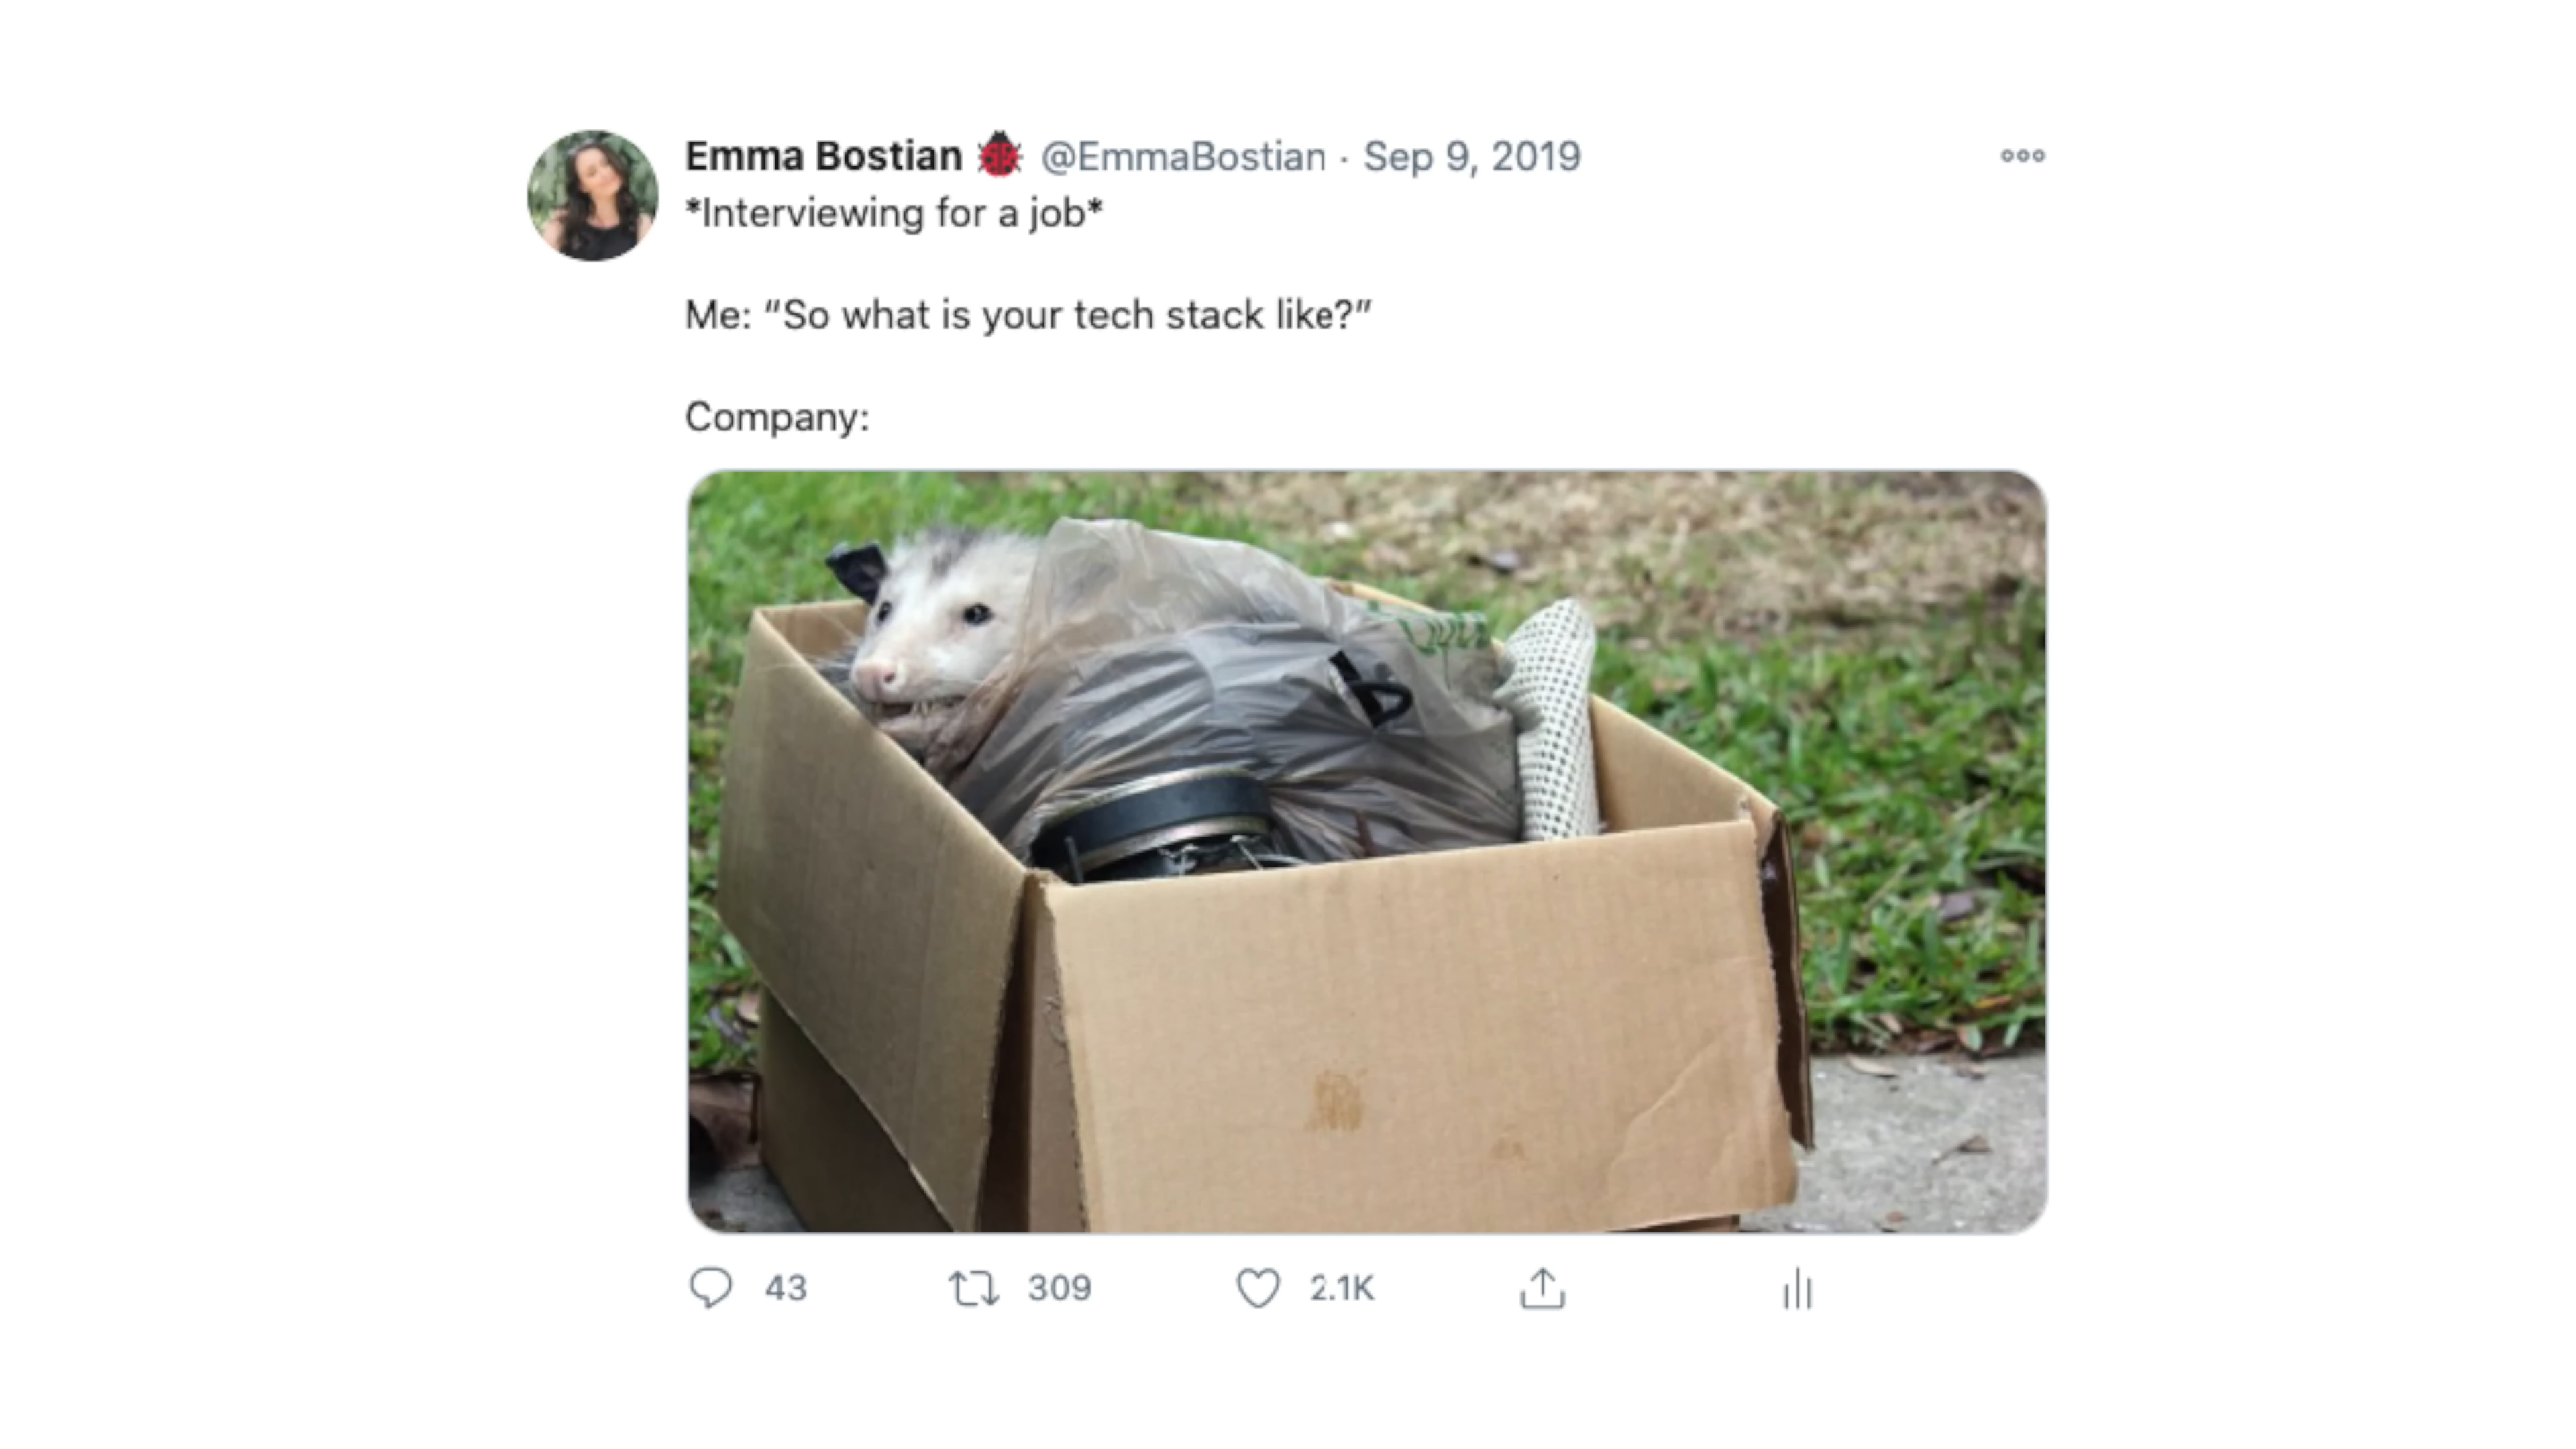 Emma Bostian 🐞 @EmmaBostian · Sep 9, 2019
*Interviewing for a job*
Me: “So what is your tech stack like?”
Company:
43 309 2.1K